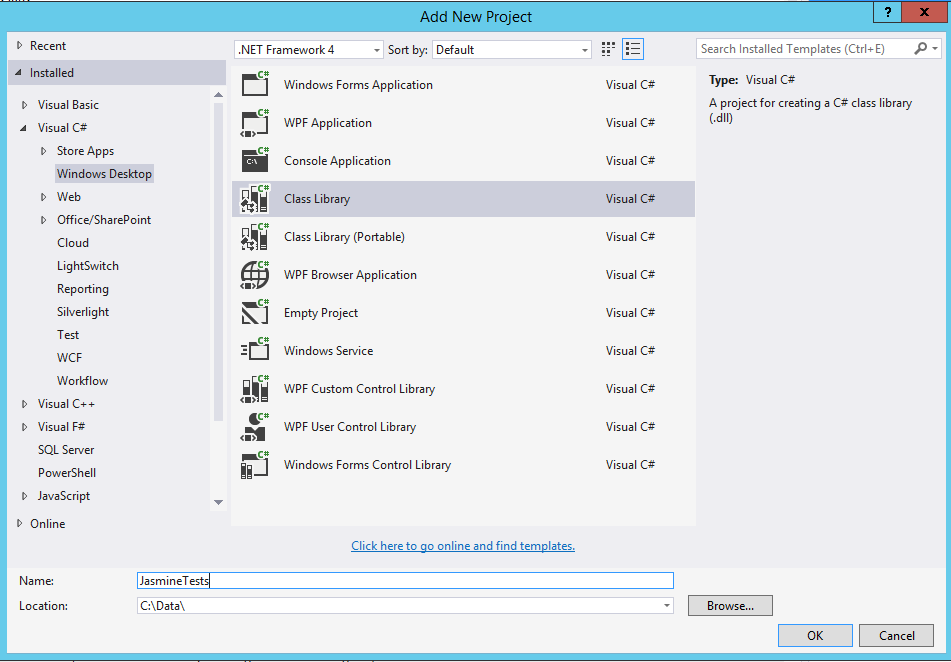 Add New Project
?
x
Recent
Installed
Visual Basic
Visual C#
Store Apps
Windows Desktop
Web
Office/SharePoint
Cloud
LightSwitch
Reporting
Silverlight
Test
WCF
Workflow
Visual C++
Visual F#
SQL Server
PowerShell
JavaScript
Online
.NET Framework 4 Sort by: Default
Windows Forms Application Visual C#
WPF Application Visual C#
Console Application Visual C#
Class Library Visual C#
Class Library (Portable) Visual C#
WPF Browser Application Visual C#
Empty Project Visual C#
Windows Service Visual C#
WPF Custom Control Library Visual C#
WPF User Control Library Visual C#
Windows Forms Control Library Visual C#
Click here to go online and find templates.
Search Installed Templates (Ctrl+E)
Type: Visual C#
A project for creating a C# class library
(.dll)
Name: JasmineTests
Location: C:\Data\ Browse...
OK Cancel